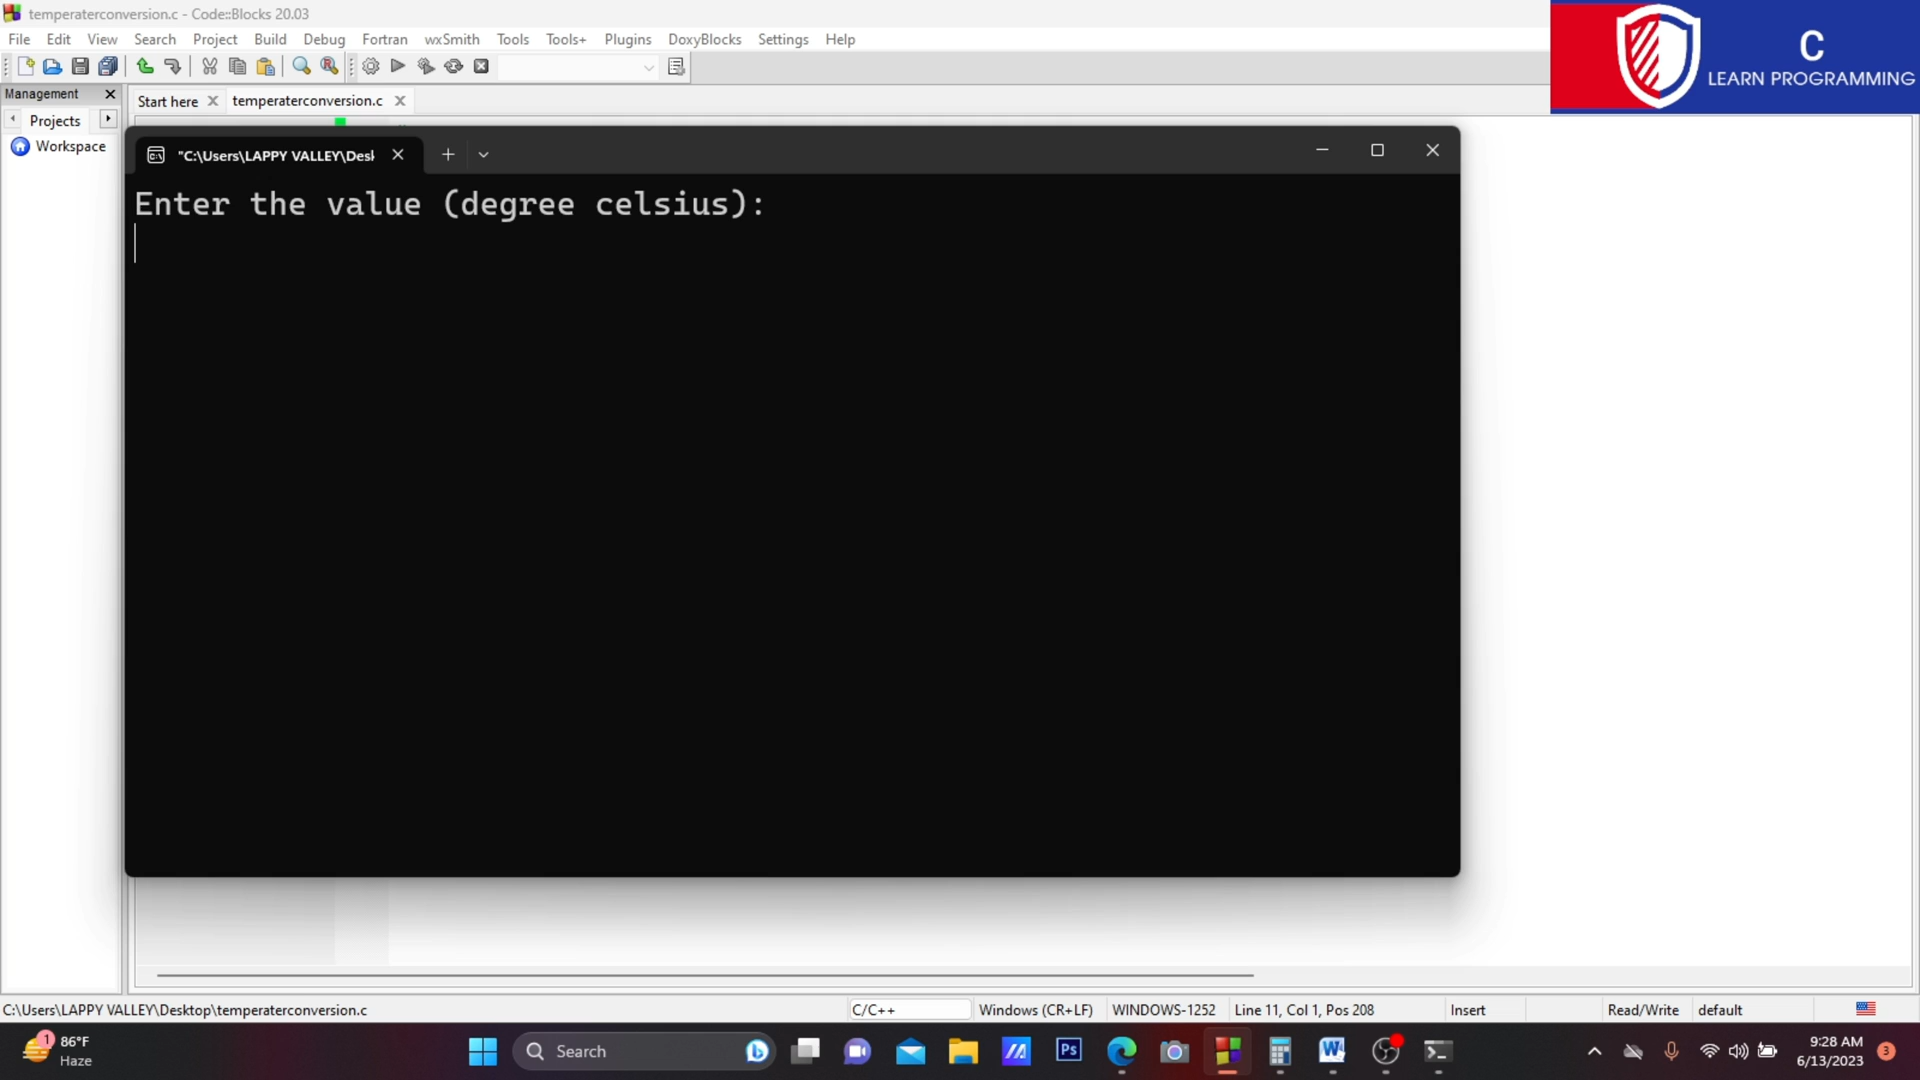 temperaterconversion.c - Code::Blocks 20.03
File Edit View Search Project Build Debug Fortran wxSmith Tools Tools+ Plugins DoxyBlocks Settings Help
C
LEARN PROGRAMMING
Management
Start here temperaterconversion.c
Projects
Workspace
"C:\Users\LAPPY VALLEY\Desk
Enter the value (degree celsius):
C:\Users\LAPPY VALLEY\Desktop\temperaterconversion.c C/C++ Windows (CR+LF) WINDOWS-1252 Line 11, Col 1, Pos 208 Insert Read/Write default
1 86°F
Haze
Search
Ps
9:28 AM
6/13/2023
3